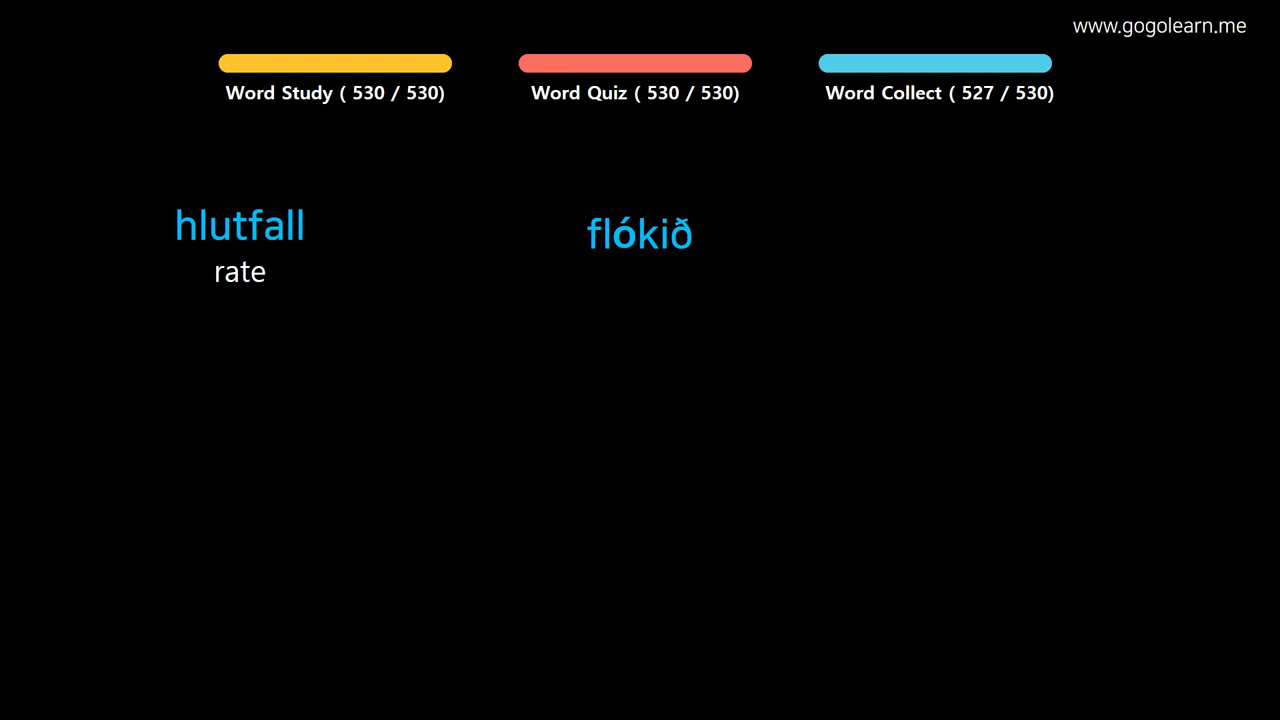 www.gogolearn.me
Word Study ( 530 / 530)
Word Quiz ( 530 / 530)
Word Collect ( 527 / 530)
hlutfall
rate
flókið